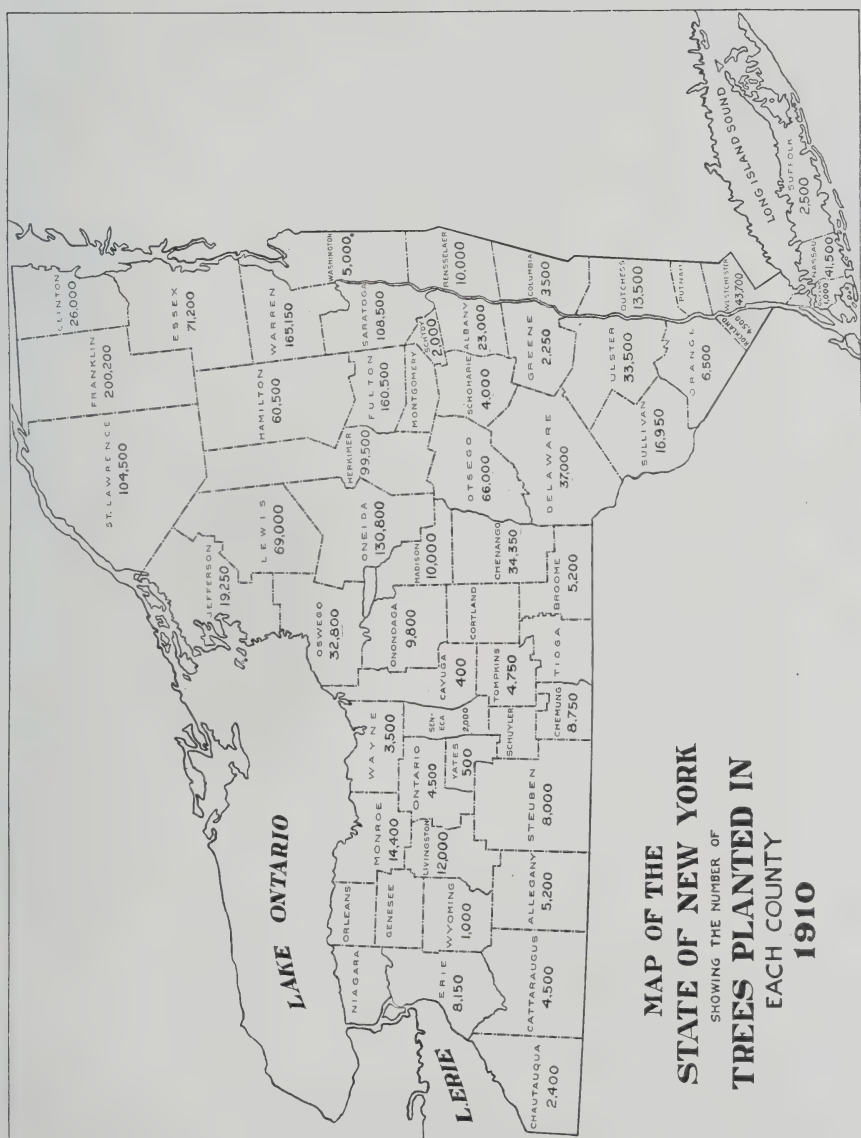 CLINTON
26,000
FRANKLIN
200,200
ST. LAWRENCE
104,500
ESSEX
71,200
JEFFERSON
19,250
LEWIS
69,000
HAMILTON
60,500
WARREN
165,150
WASHINGTON
5,000
OSWEGO
32,800
ONEIDA
130,800
HERKIMER
99,500
FULTON
160,500
SARATOGA
108,500
MONTGOMERY
SCH'TDY
2,000
LAKE ONTARIO
NIAGARA
ORLEANS
MONROE
14,400
WAYNE
3,500
GENESEE
ERIE
8,150
WYOMING
1,000
LIVINGSTON
12,000
ONTARIO
4,500
YATES
500
SEN-
ECA
2,000
CAYUGA
400
ONONDAGA
9,800
MADISON
10,000
CORTLAND
CHENANGO
34,350
OTSEGO
66,000
SCHOHARIE
4,000
ALBANY
23,000
RENSSELAER
10,000
L. ERIE
CHAUTAUQUA
2,400
CATTARAUGUS
4,500
ALLEGANY
5,200
STEUBEN
8,000
SCHUYLER
TOMPKINS
4,750
CHEMUNG
8,750
TIOGA
BROOME
5,200
DELAWARE
37,000
GREENE
2,250
COLUMBIA
3500
ULSTER
33,500
SULLIVAN
16,950
DUTCHESS
13,500
ORANGE
6,500
PUTNAM
ROCKLAND
4,500
WESTCHESTER
43,700
LONG ISLAND SOUND
SUFFOLK
2,500
NASSAU
41,500
1,000
MAP OF THE
STATE OF NEW YORK
SHOWING THE NUMBER OF
TREES PLANTED IN
EACH COUNTY
1910